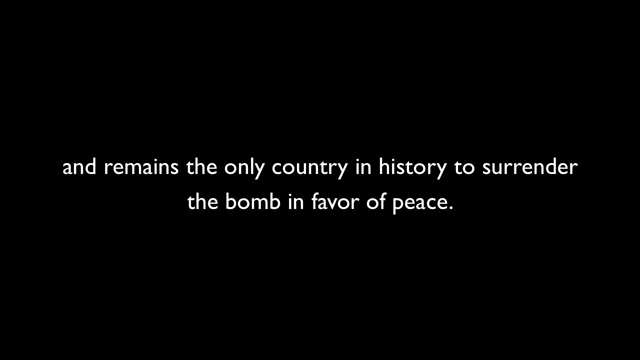 and remains the only country in history to surrender
the bomb in favor of peace.